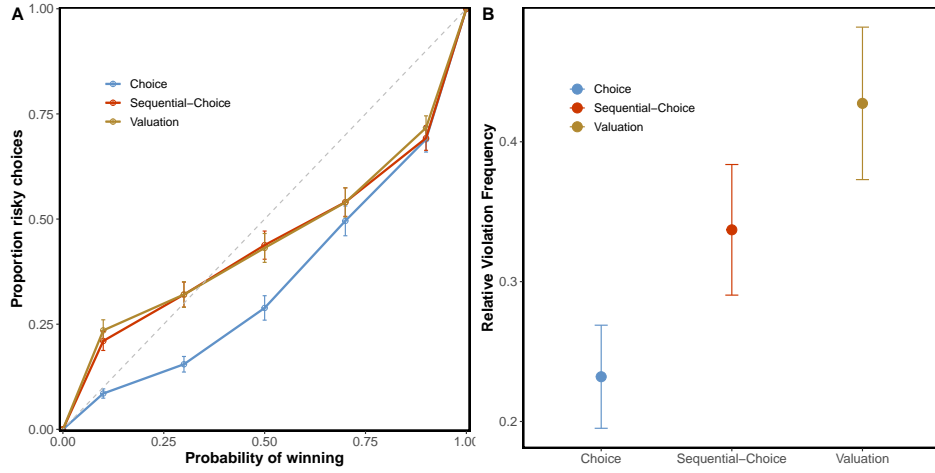 A
Proportion risky choices
1.00
0.75
0.50
0.25
0.00
Choice
Sequential−Choice
Valuation
0.00
0.25
0.50
0.75
1.00
Probability of winning
B
Relative Violation Frequency
0.4
0.3
0.2
Choice
Sequential−Choice
Valuation
Choice
Sequential−Choice
Valuation